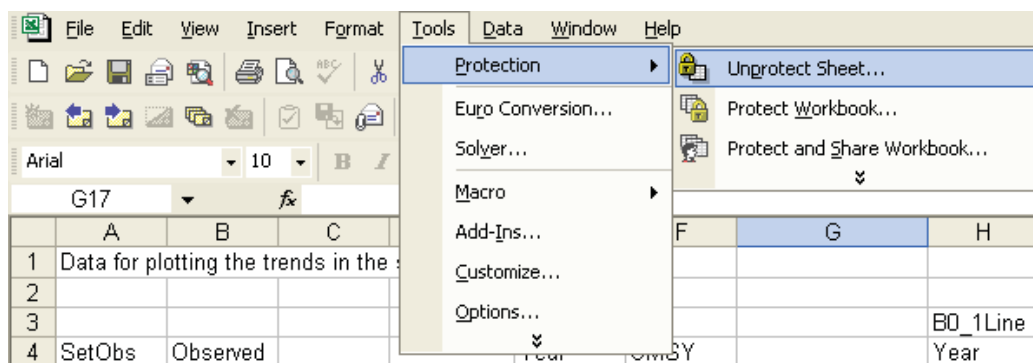 File Edit View Insert Format Tools Data Window Help
Protection
Unprotect Sheet...
Euro Conversion...
Protect Workbook...
Solver...
Protect and Share Workbook...
Arial 10 B I
Macro
G17 fx
Add-Ins...
A B C F G H
1 Data for plotting the trends in the
Customize...
2
Options...
3 B0_1Line
4 SetObs Observed Year